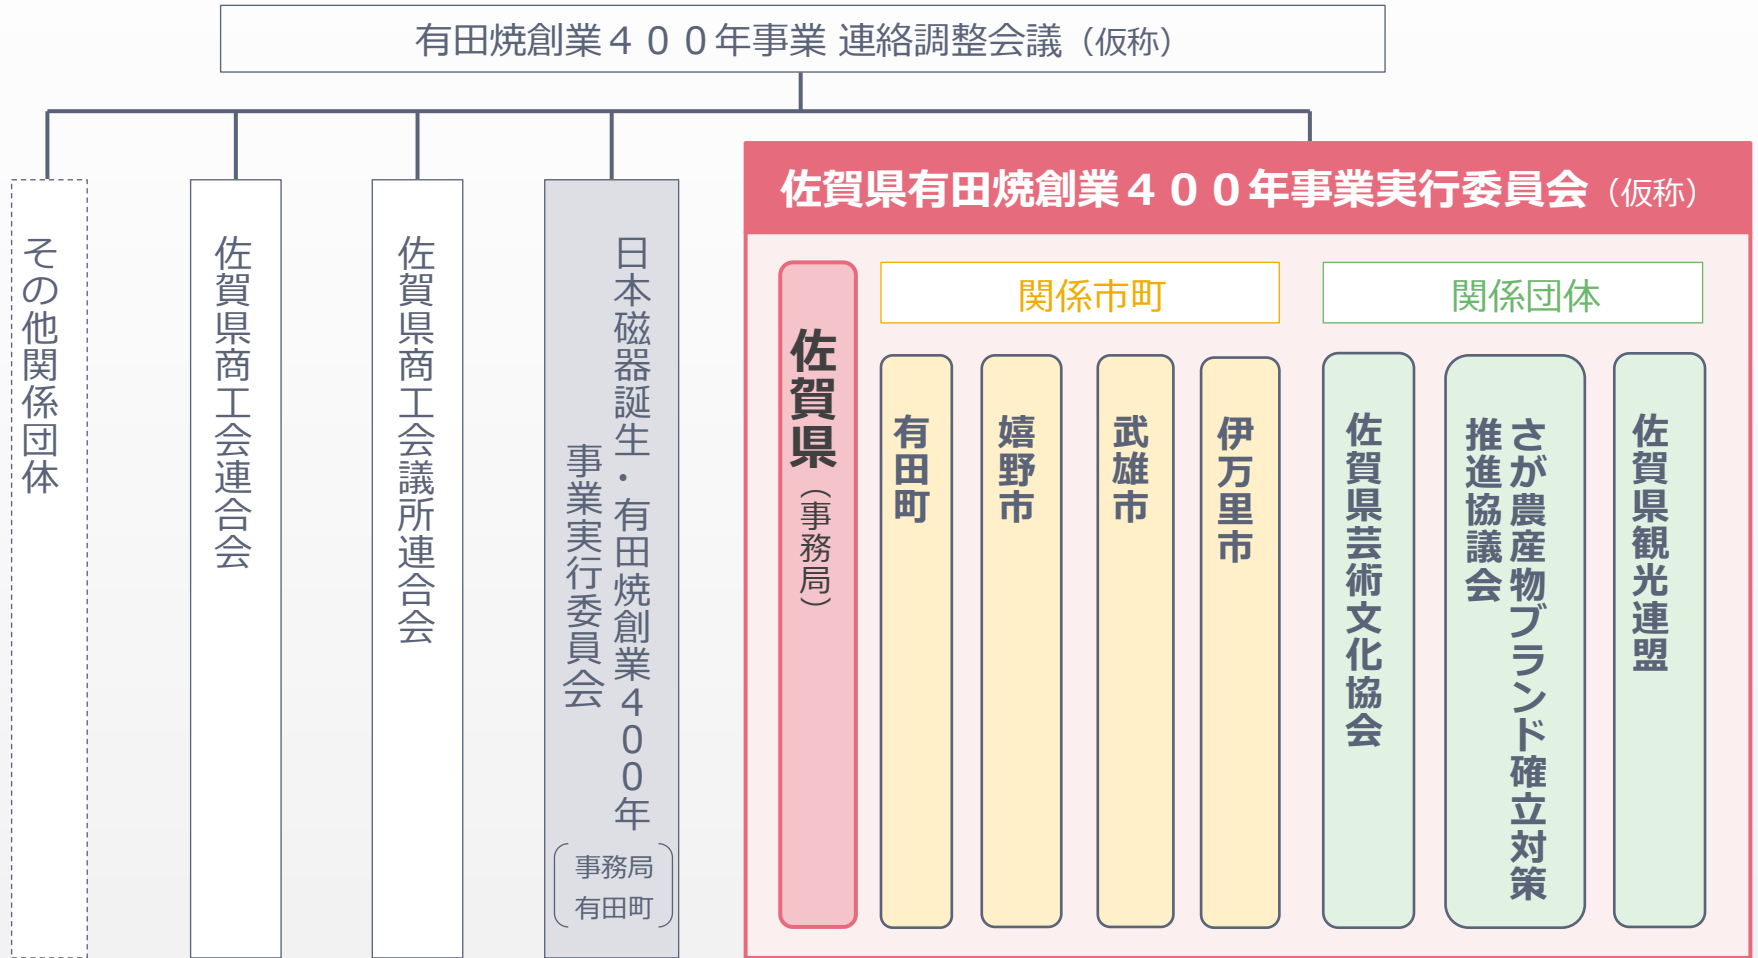 有田焼創業４００年事業 連絡調整会議（仮称）
その他関係団体
佐賀県商工会連合会
佐賀県商工会議所連合会
日本磁器誕生・有田焼創業４００年
事業実行委員会
事務局
有田町
佐賀県有田焼創業４００年事業実行委員会（仮称）
佐賀県（事務局）
関係市町
有田町
嬉野市
武雄市
伊万里市
関係団体
佐賀県芸術文化協会
さが農産物ブランド確立対策
推進協議会
佐賀県観光連盟